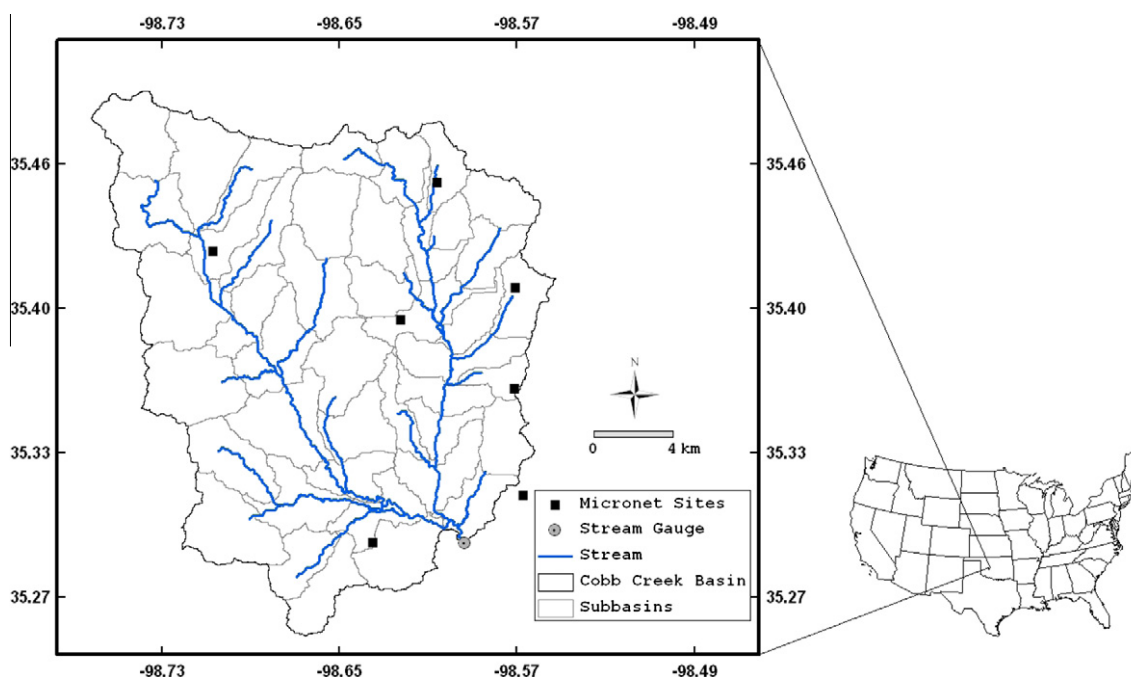 -98.73 -98.65 -98.57 -98.49
35.46 35.46
35.40 35.40
N
0 4 km
35.33 35.33
Micronet Sites
Stream Gauge
Stream
Cobb Creek Basin
Subbasins
35.27 35.27
-98.73 -98.65 -98.57 -98.49